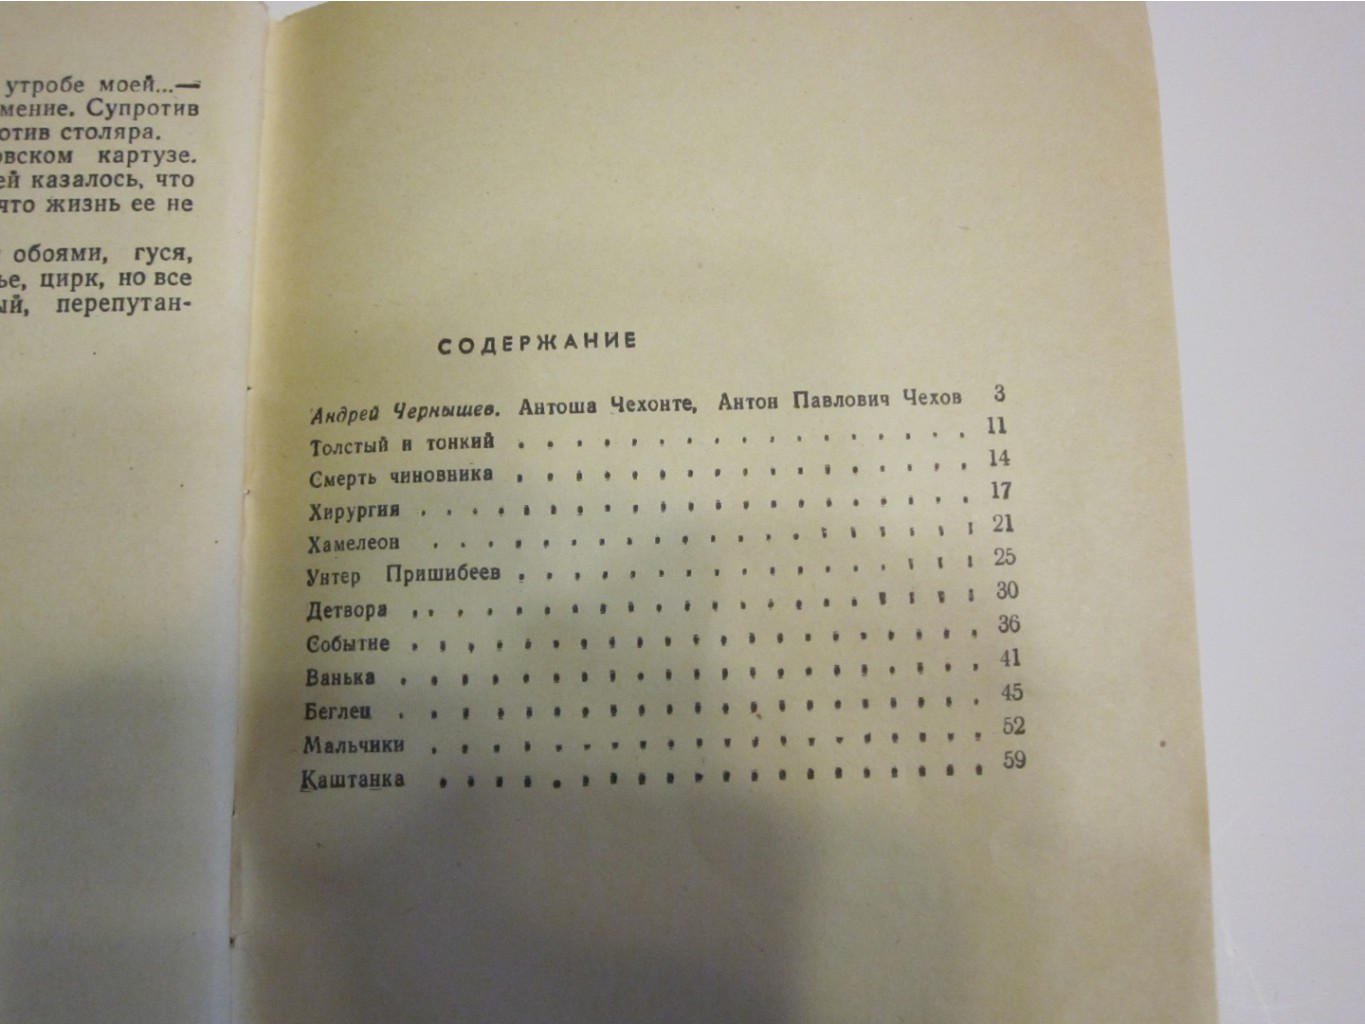 утробе моей...—
мение. Супротив
отив столяра.
овском картузе.
ей казалось, что
что жизнь ее не
обоями, гуся,
ье, цирк, но все
ый, перепутан-
СОДЕРЖАНИЕ
Андрей Чернышев. Антоша Чехонте, Антон Павлович Чехов 3
Толстый и тонкий . . . . . . . . . . . . . . . . . 11
Смерть чиновника . . . . . . . . . . . . . . . . . 14
Хирургия . . . . . . . . . . . . . . . . . . . . . 17
Хамелеон . . . . . . . . . . . . . . . . . . . . 21
Унтер Пришибеев . . . . . . . . . . . . . . . . . 25
Детвора . . . . . . . . . . . . . . . . . . . . . 30
Событие . . . . . . . . . . . . . . . . . . . . . 36
Ванька . . . . . . . . . . . . . . . . . . . . . 41
Беглец . . . . . . . . . . . . . . . . . . . . . 45
Мальчики . . . . . . . . . . . . . . . . . . . . 52
Каштанка . . . . . . . . . . . . . . . . . . . . 59